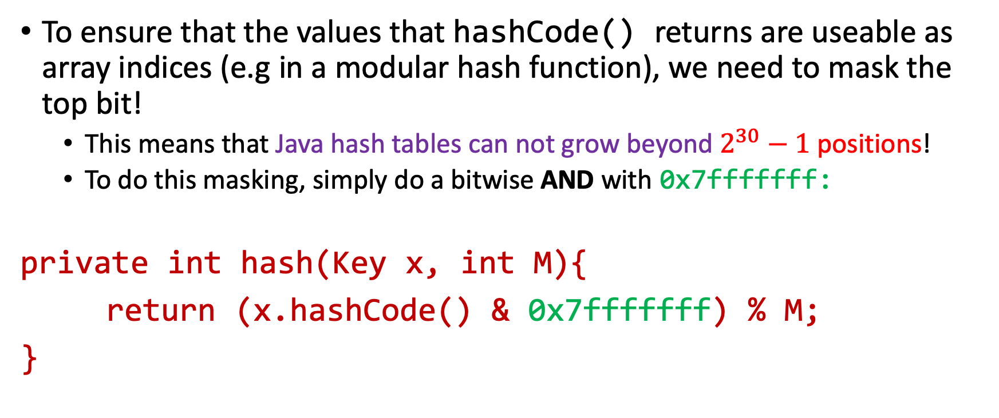 • To ensure that the values that hashCode() returns are useable as
array indices (e.g in a modular hash function), we need to mask the
top bit!
• This means that Java hash tables can not grow beyond 2³⁰ − 1 positions!
• To do this masking, simply do a bitwise AND with 0x7fffffff:
private int hash(Key x, int M){
return (x.hashCode() & 0x7fffffff) % M;
}